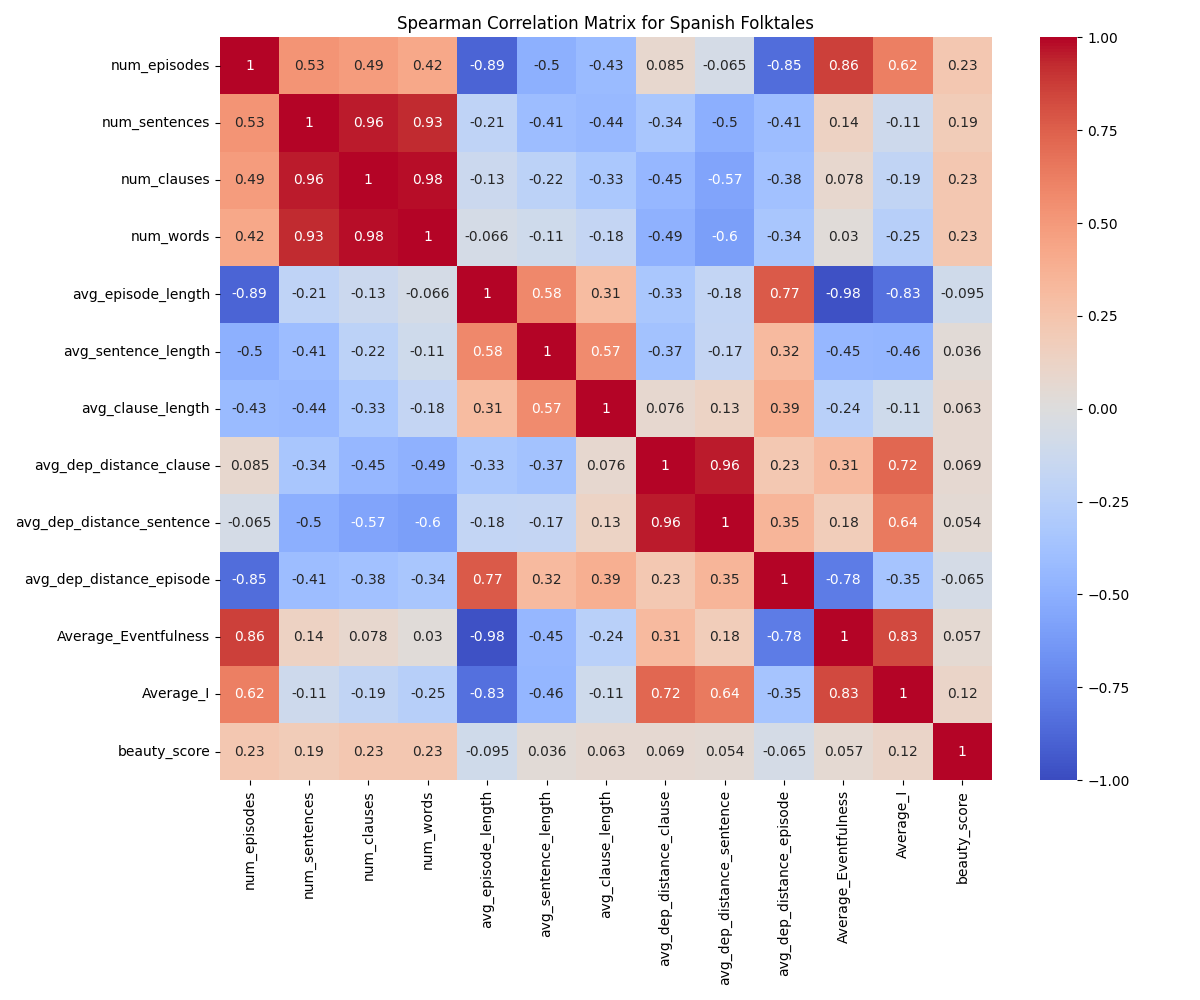 Spearman Correlation Matrix for Spanish Folktales
num_episodes 1 0.53 0.49 0.42 -0.89 -0.5 -0.43 0.085 -0.065 -0.85 0.86 0.62 0.23
num_sentences 0.53 1 0.96 0.93 -0.21 -0.41 -0.44 -0.34 -0.5 -0.41 0.14 -0.11 0.19
num_clauses 0.49 0.96 1 0.98 -0.13 -0.22 -0.33 -0.45 -0.57 -0.38 0.078 -0.19 0.23
num_words 0.42 0.93 0.98 1 -0.066 -0.11 -0.18 -0.49 -0.6 -0.34 0.03 -0.25 0.23
avg_episode_length -0.89 -0.21 -0.13 -0.066 1 0.58 0.31 -0.33 -0.18 0.77 -0.98 -0.83 -0.095
avg_sentence_length -0.5 -0.41 -0.22 -0.11 0.58 1 0.57 -0.37 -0.17 0.32 -0.45 -0.46 0.036
avg_clause_length -0.43 -0.44 -0.33 -0.18 0.31 0.57 1 0.076 0.13 0.39 -0.24 -0.11 0.063
avg_dep_distance_clause 0.085 -0.34 -0.45 -0.49 -0.33 -0.37 0.076 1 0.96 0.23 0.31 0.72 0.069
avg_dep_distance_sentence -0.065 -0.5 -0.57 -0.6 -0.18 -0.17 0.13 0.96 1 0.35 0.18 0.64 0.054
avg_dep_distance_episode -0.85 -0.41 -0.38 -0.34 0.77 0.32 0.39 0.23 0.35 1 -0.78 -0.35 -0.065
Average_Eventfulness 0.86 0.14 0.078 0.03 -0.98 -0.45 -0.24 0.31 0.18 -0.78 1 0.83 0.057
Average_I 0.62 -0.11 -0.19 -0.25 -0.83 -0.46 -0.11 0.72 0.64 -0.35 0.83 1 0.12
beauty_score 0.23 0.19 0.23 0.23 -0.095 0.036 0.063 0.069 0.054 -0.065 0.057 0.12 1
num_episodes
num_sentences
num_clauses
num_words
avg_episode_length
avg_sentence_length
avg_clause_length
avg_dep_distance_clause
avg_dep_distance_sentence
avg_dep_distance_episode
Average_Eventfulness
Average_I
beauty_score
1.00
0.75
0.50
0.25
0.00
−0.25
−0.50
−0.75
−1.00